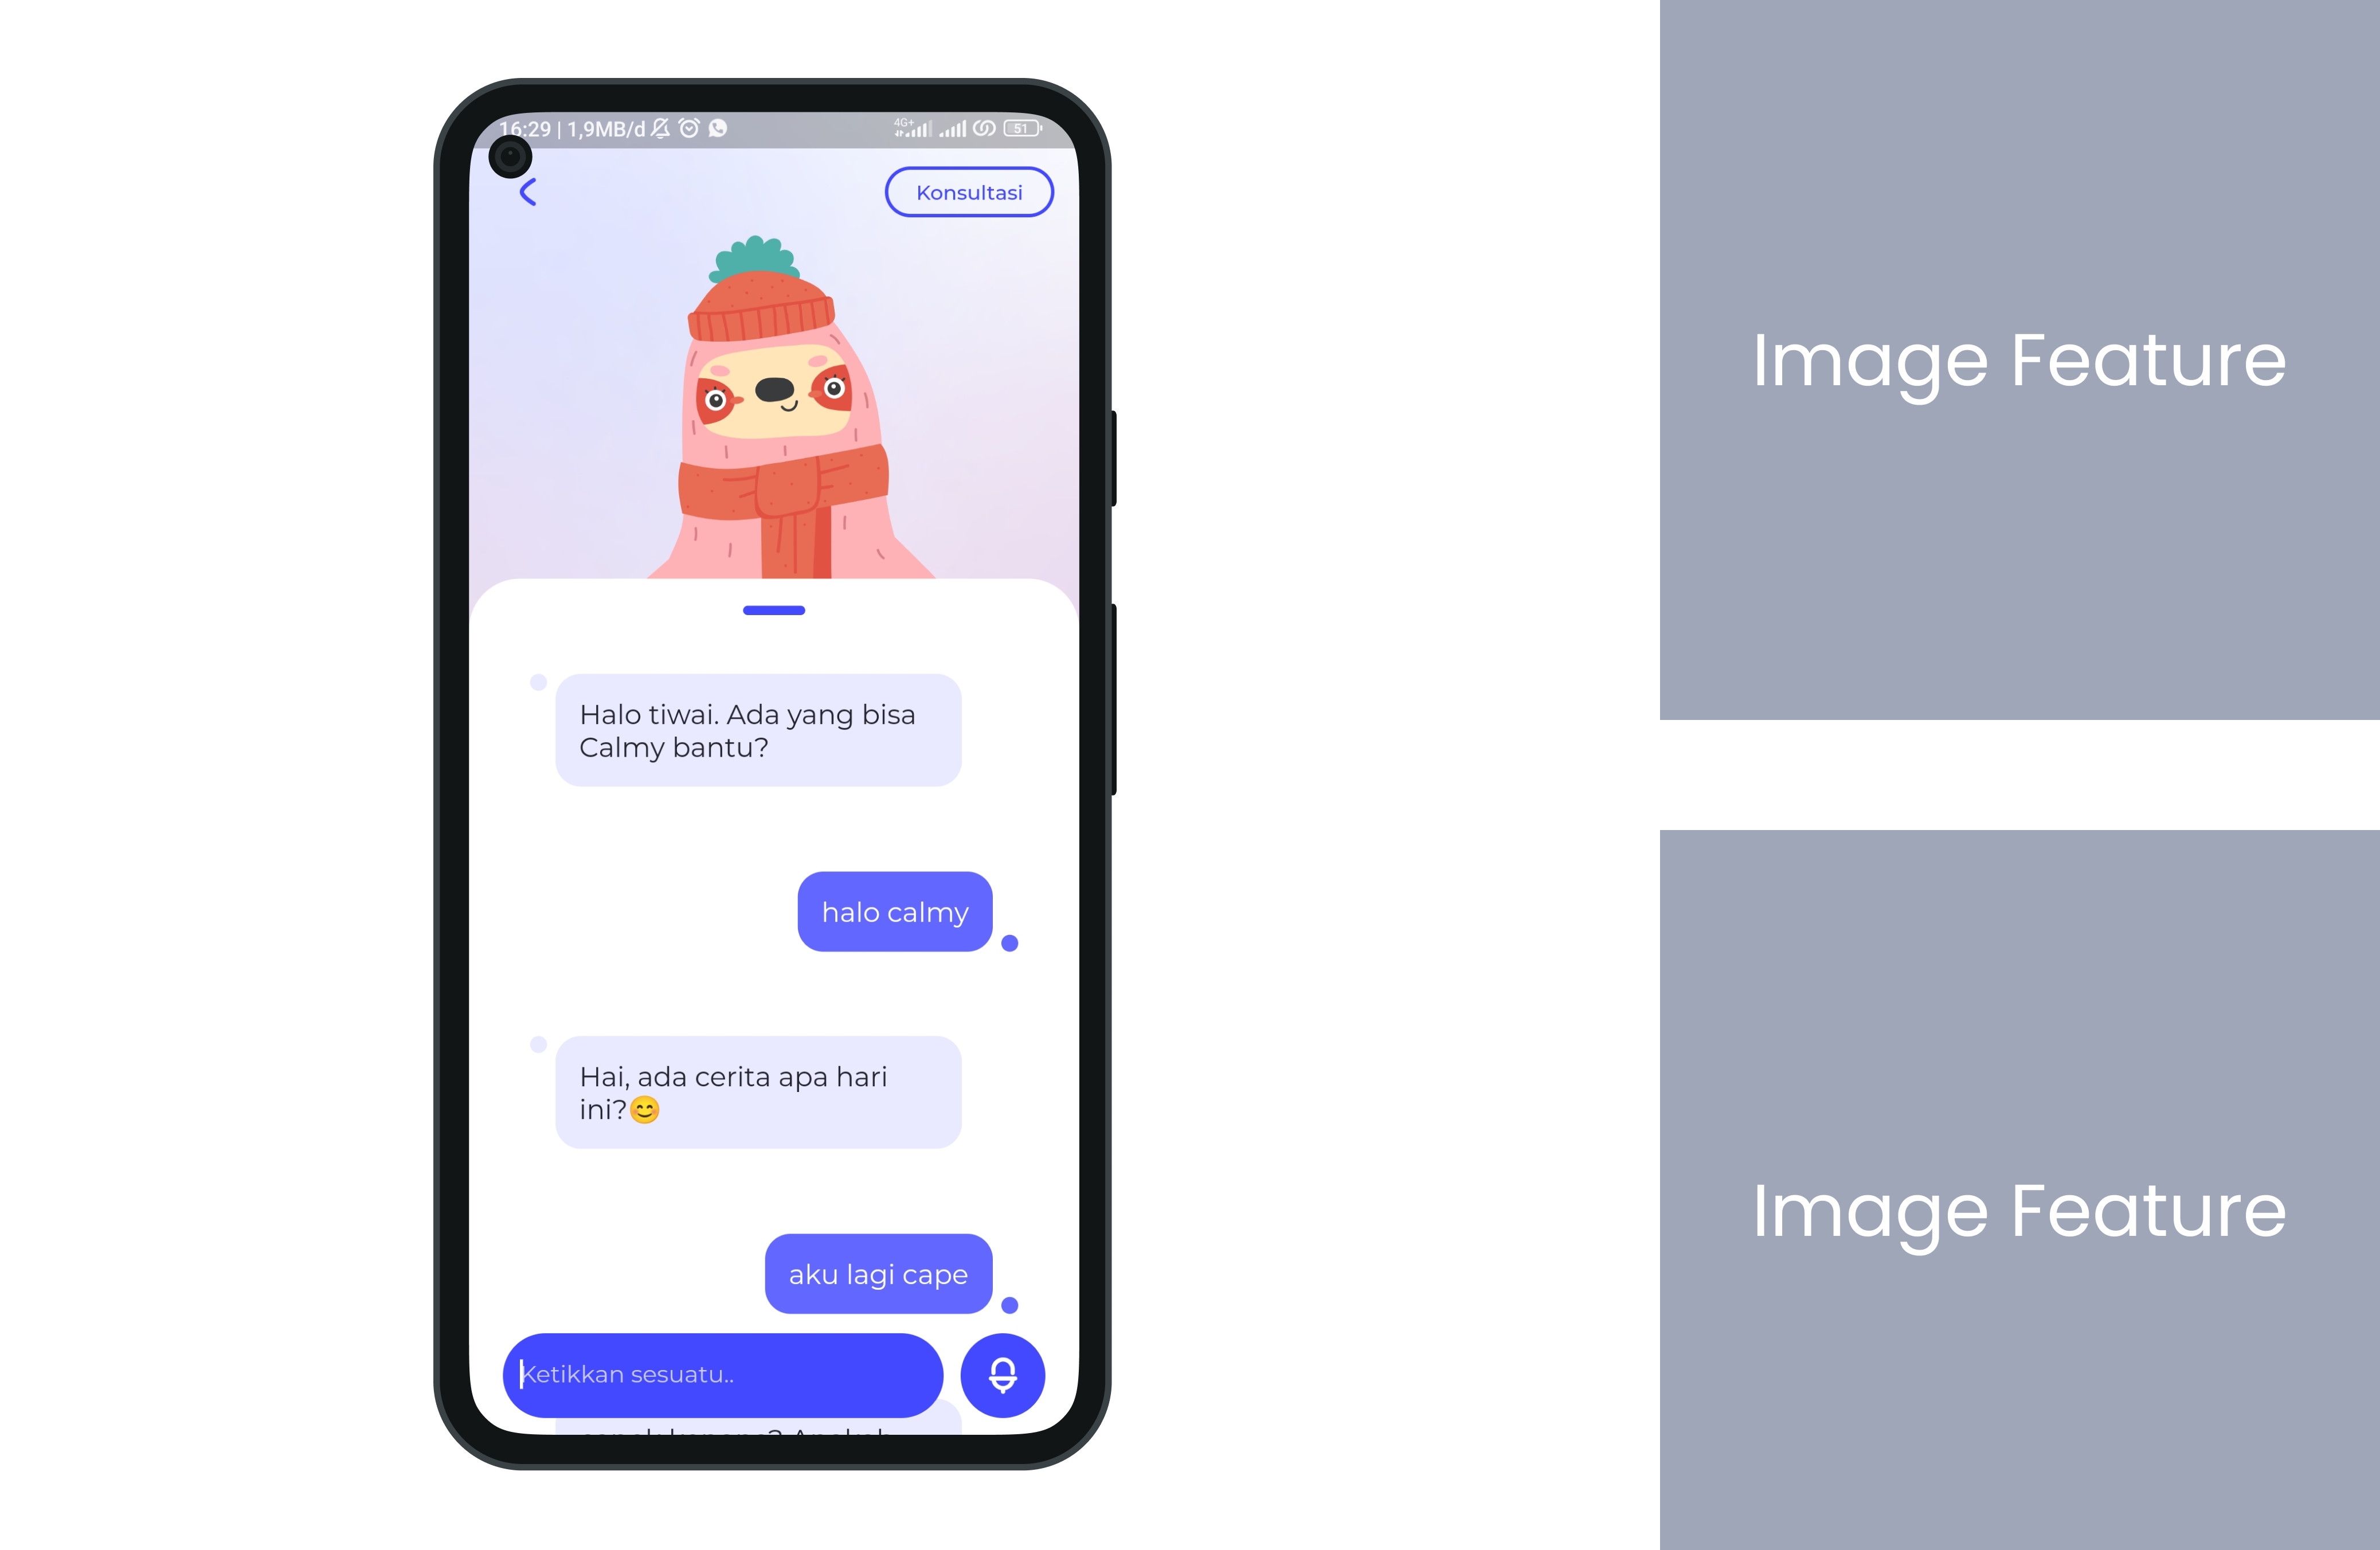 16:29 | 1,9MB/d
4G+
51
Konsultasi
Halo tiwai. Ada yang bisa
Calmy bantu?
halo calmy
Hai, ada cerita apa hari
ini?😊
aku lagi cape
Ketikkan sesuatu..
Image Feature
Image Feature